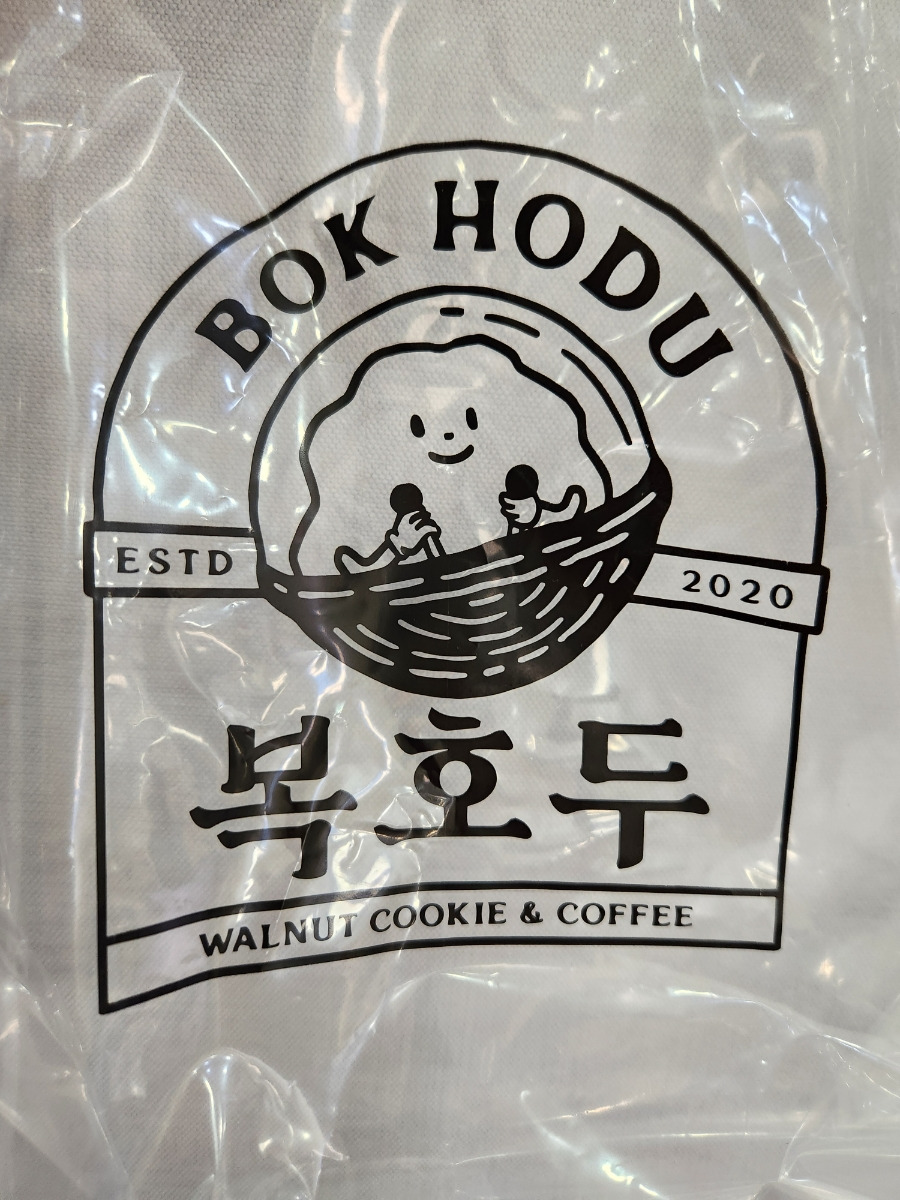 BOK HODU
ESTD 2020
복호두
WALNUT COOKIE & COFFEE